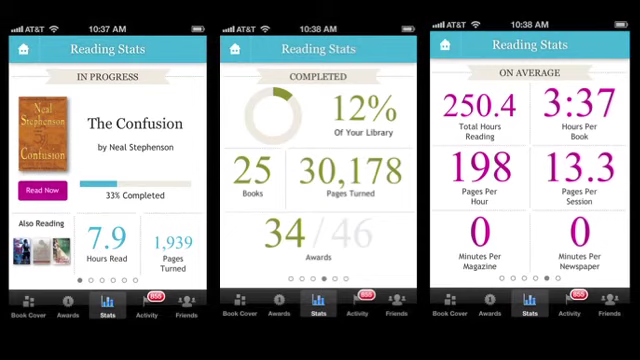 AT&T 10:37 AM
Reading Stats
IN PROGRESS
Neal
Stephenson
Confusion
The Confusion
by Neal Stephenson
Read Now
33% Completed
Also Reading
7.9
Hours Read
1,939
Pages
Turned
Book Cover Awards Stats Activity Friends
855
AT&T 10:38 AM
Reading Stats
COMPLETED
12%
Of Your Library
25
Books
30,178
Pages Turned
34 / 46
Awards
Book Cover Awards Stats Activity Friends
855
AT&T 10:38 AM
Reading Stats
ON AVERAGE
250.4
Total Hours
Reading
3:37
Hours Per
Book
198
Pages Per
Hour
13.3
Pages Per
Session
0
Minutes Per
Magazine
0
Minutes Per
Newspaper
Book Cover Awards Stats Activity Friends
855